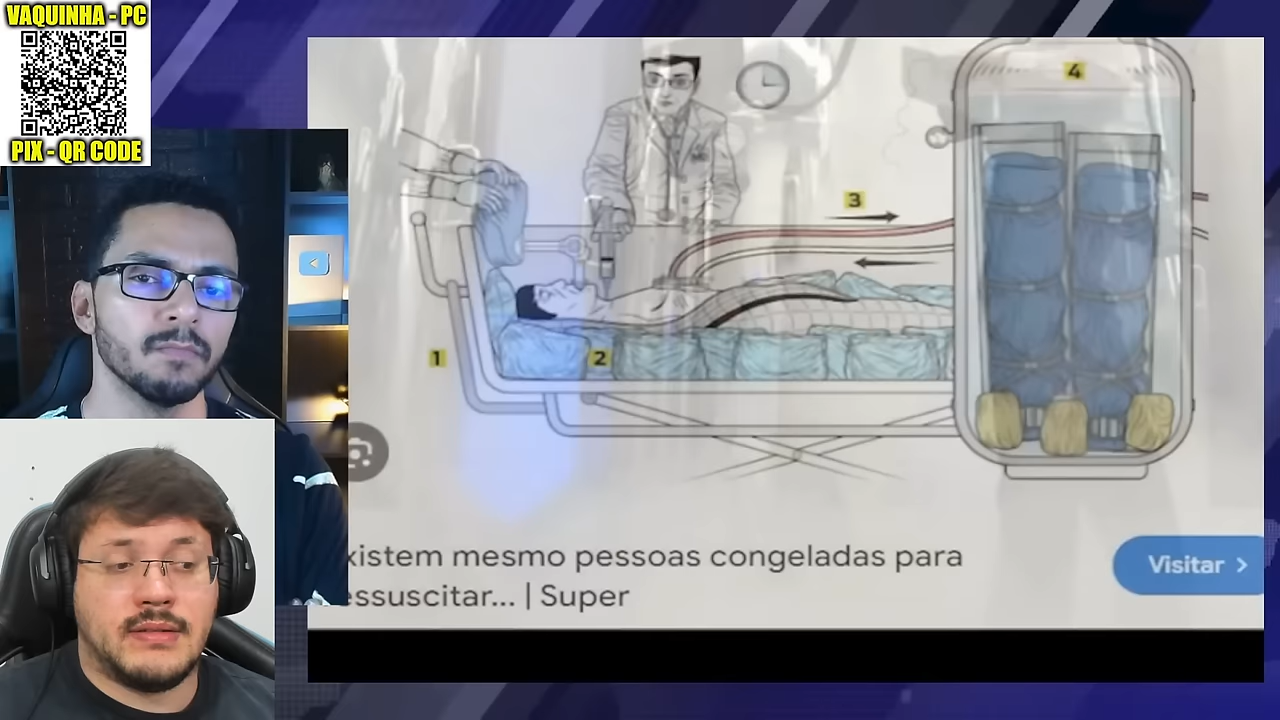 VAQUINHA - PC
PIX - QR CODE
4
3
1
2
xistem mesmo pessoas congeladas para
essuscitar... | Super
Visitar